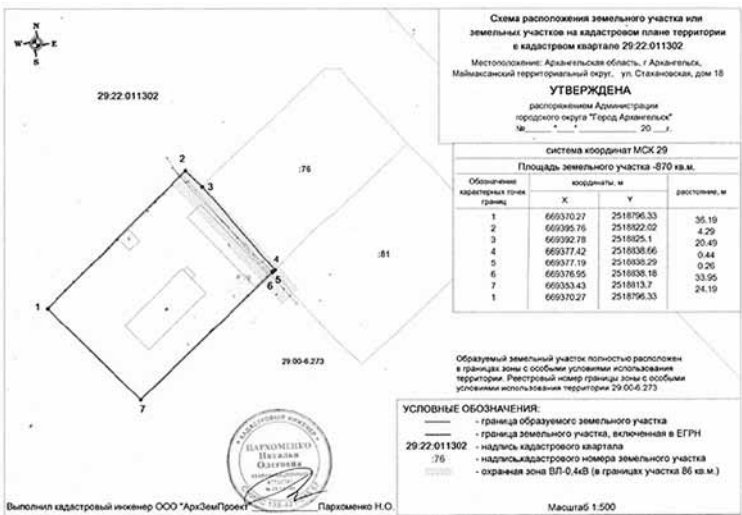 Схема расположения земельного участка или
земельных участков на кадастровом плане территории
в кадастрвом квартале 29:22:011302
Местоположение: Архангельская область, г Архангельск,
Маймаксанский территориальный округ, ул. Стахановская, дом 18
УТВЕРЖДЕНА
распоряжением Администрации
городского округа "Город Архангельск"
№_____ "___"__________ 20 ___г.
N
W E
S
29:22:011302
2
3
:76
4
5
6
:81
1
7
29:00-6.273
система координат МСК 29
Площадь земельного участка -870 кв.м.
Обозначение характерных точек границ координаты, м расстояние, м
X Y
1 669370.27 2518796.33
36.19
2 669395.76 2518822.02
4.29
3 669392.78 2518825.1
20.49
4 669377.42 2518838.66
0.44
5 669377.19 2518838.29
0.26
6 669376.95 2518838.18
33.95
7 669353.43 2518813.7
24.19
1 669370.27 2518796.33
Образуемый земельный участок полностью расположен
в границах зоны с особыми условиями использования
территории. Реестровый номер границы зоны с особыми
условиями использования территории 29:00-6.273
УСЛОВНЫЕ ОБОЗНАЧЕНИЯ:
- граница образуемого земельного участка
- граница земельного участка, включенная в ЕГРН
29:22:011302 - надпись кадастрового квартала
:76 - надпись кадастрового номера земельного участка
- охранная зона ВЛ-0,4кВ (в границах участка 86 кв.м.)
Масштаб 1:500
КАДАСТРОВЫЙ ИНЖЕНЕР
ПАРХОМЕНКО
Наталья
Олеговна
Выполнил кадастровый инженер ООО "АрхЗемПроект" Пархоменко Н.О.